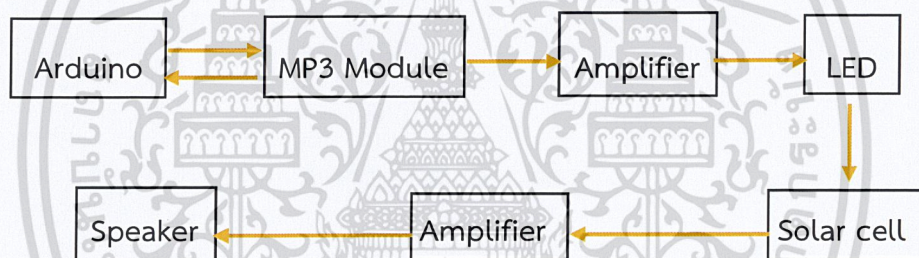 Arduino
MP3 Module
Amplifier
LED
Speaker
Amplifier
Solar cell